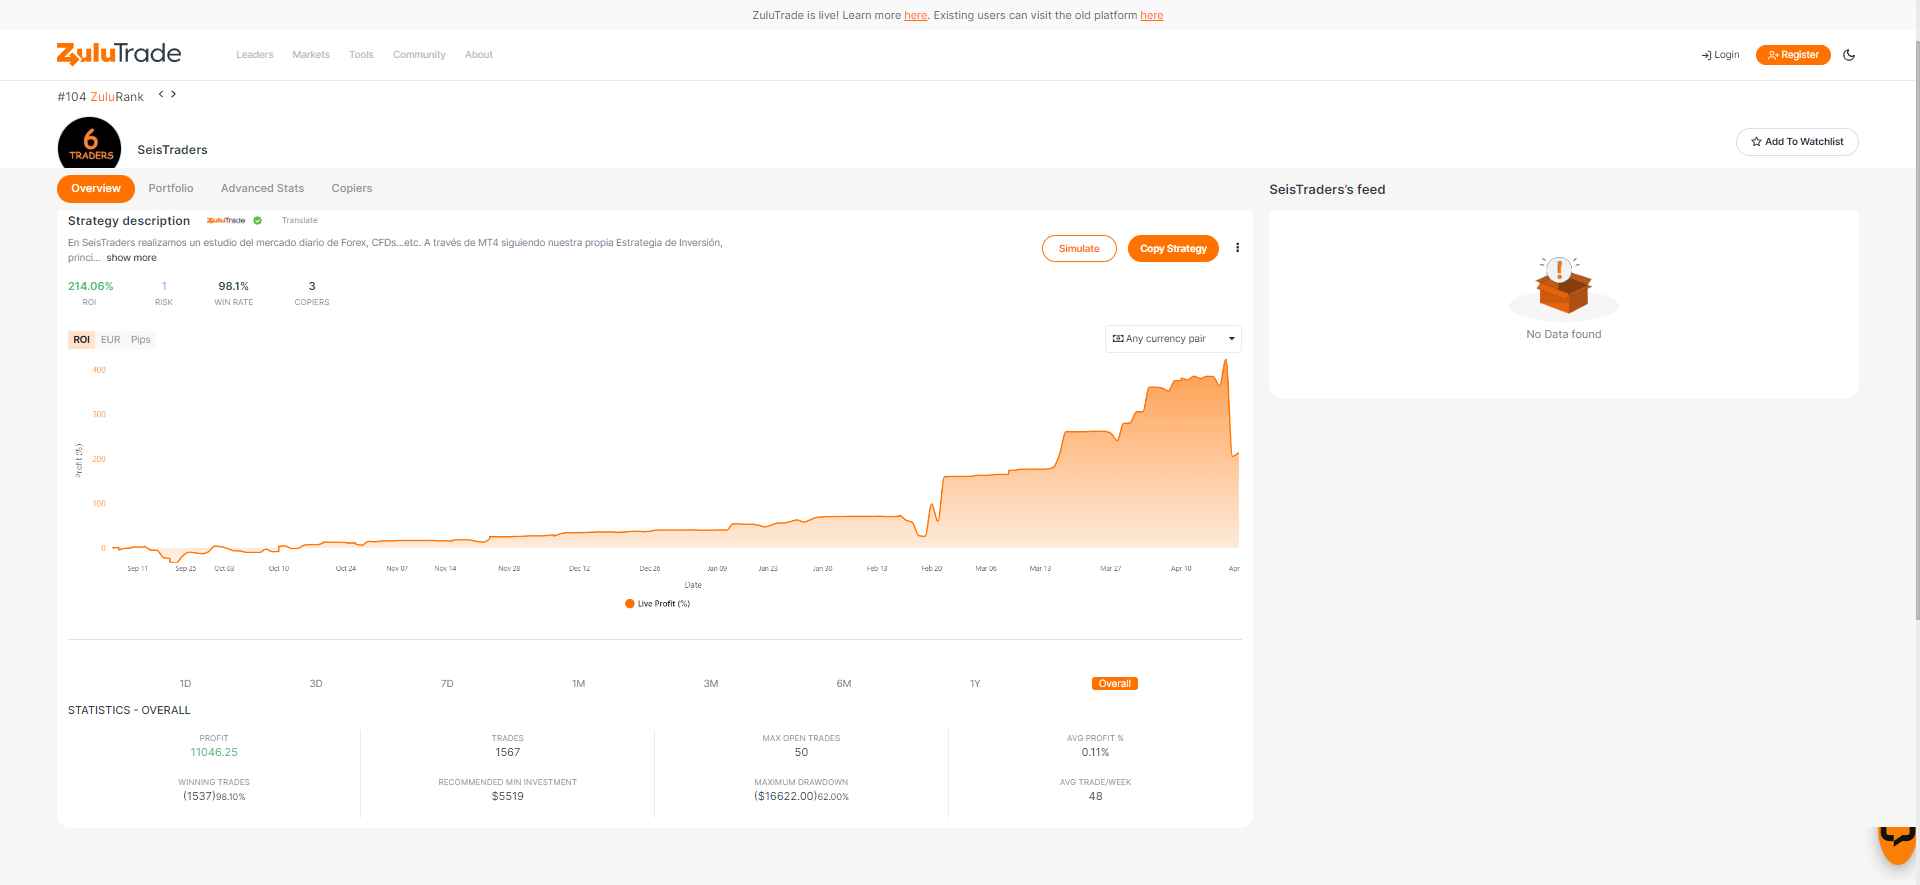 ZuluTrade is live! Learn more here. Existing users can visit the old platform here
ZuluTrade
Leaders Markets Tools Community About
Login Register
#104 ZuluRank
6 TRADERS
SeisTraders
Add To Watchlist
Overview Portfolio Advanced Stats Copiers
SeisTraders's feed
Strategy description ZuluTrade Translate
En SeisTraders realizamos un estudio del mercado diario de Forex, CFDs...etc. A través de MT4 siguiendo nuestra propia Estrategia de Inversión,
princi... show more
Simulate Copy Strategy
214.06% 1 98.1% 3
ROI RISK WIN RATE COPIERS
No Data found
ROI EUR Pips
Any currency pair
400
300
200
100
0
Profit (%)
Sep 11 Sep 25 Oct 03 Oct 10 Oct 24 Nov 07 Nov 14 Nov 28 Dec 12 Dec 26 Jan 09 Jan 23 Jan 30 Feb 13 Feb 20 Mar 06 Mar 13 Mar 27 Apr 10 Apr
Date
Live Profit (%)
1D 3D 7D 1M 3M 6M 1Y Overall
STATISTICS - OVERALL
PROFIT TRADES MAX OPEN TRADES AVG PROFIT %
11046.25 1567 50 0.11%
WINNING TRADES RECOMMENDED MIN INVESTMENT MAXIMUM DRAWDOWN AVG TRADE/WEEK
(1537)98.10% $5519 ($16622.00)62.00% 48